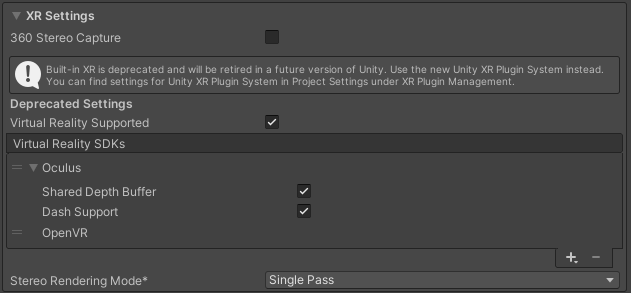 XR Settings
360 Stereo Capture
Built-in XR is deprecated and will be retired in a future version of Unity. Use the new Unity XR Plugin System instead.
You can find settings for Unity XR Plugin System in Project Settings under XR Plugin Management.
Deprecated Settings
Virtual Reality Supported
Virtual Reality SDKs
Oculus
Shared Depth Buffer
Dash Support
OpenVR
Stereo Rendering Mode* Single Pass